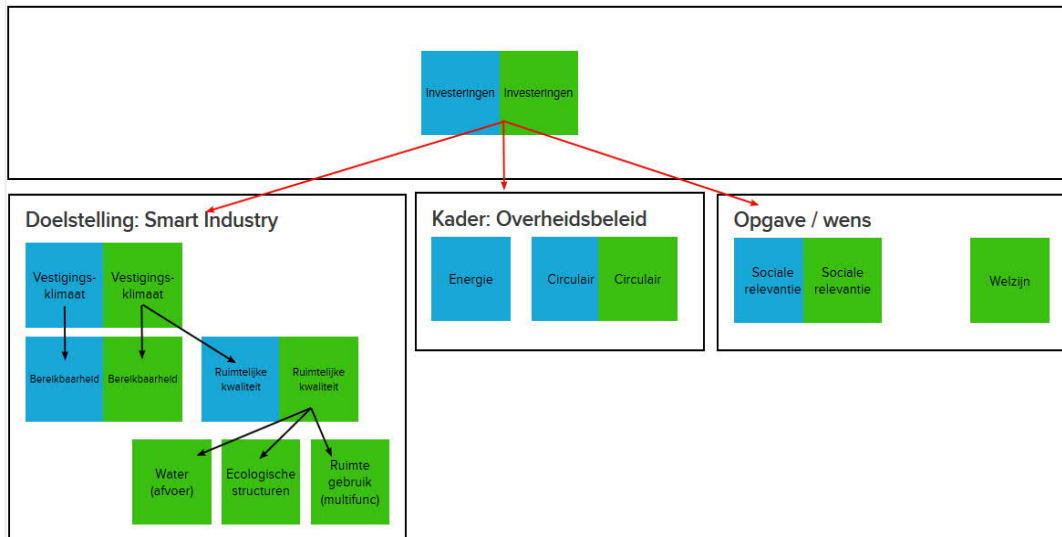 Investeringen Investeringen
Doelstelling: Smart Industry
Kader: Overheidsbeleid
Opgave / wens
Vestigings-
klimaat
Vestigings-
klimaat
Bereikbaarheid Bereikbaarheid
Ruimtelijke
kwaliteit
Ruimtelijke
kwaliteit
Water
(afvoer)
Ecologische
structuren
Ruimte
gebruik
(multifunc)
Energie
Circulair Circulair
Sociale
relevantie
Sociale
relevantie
Welzijn